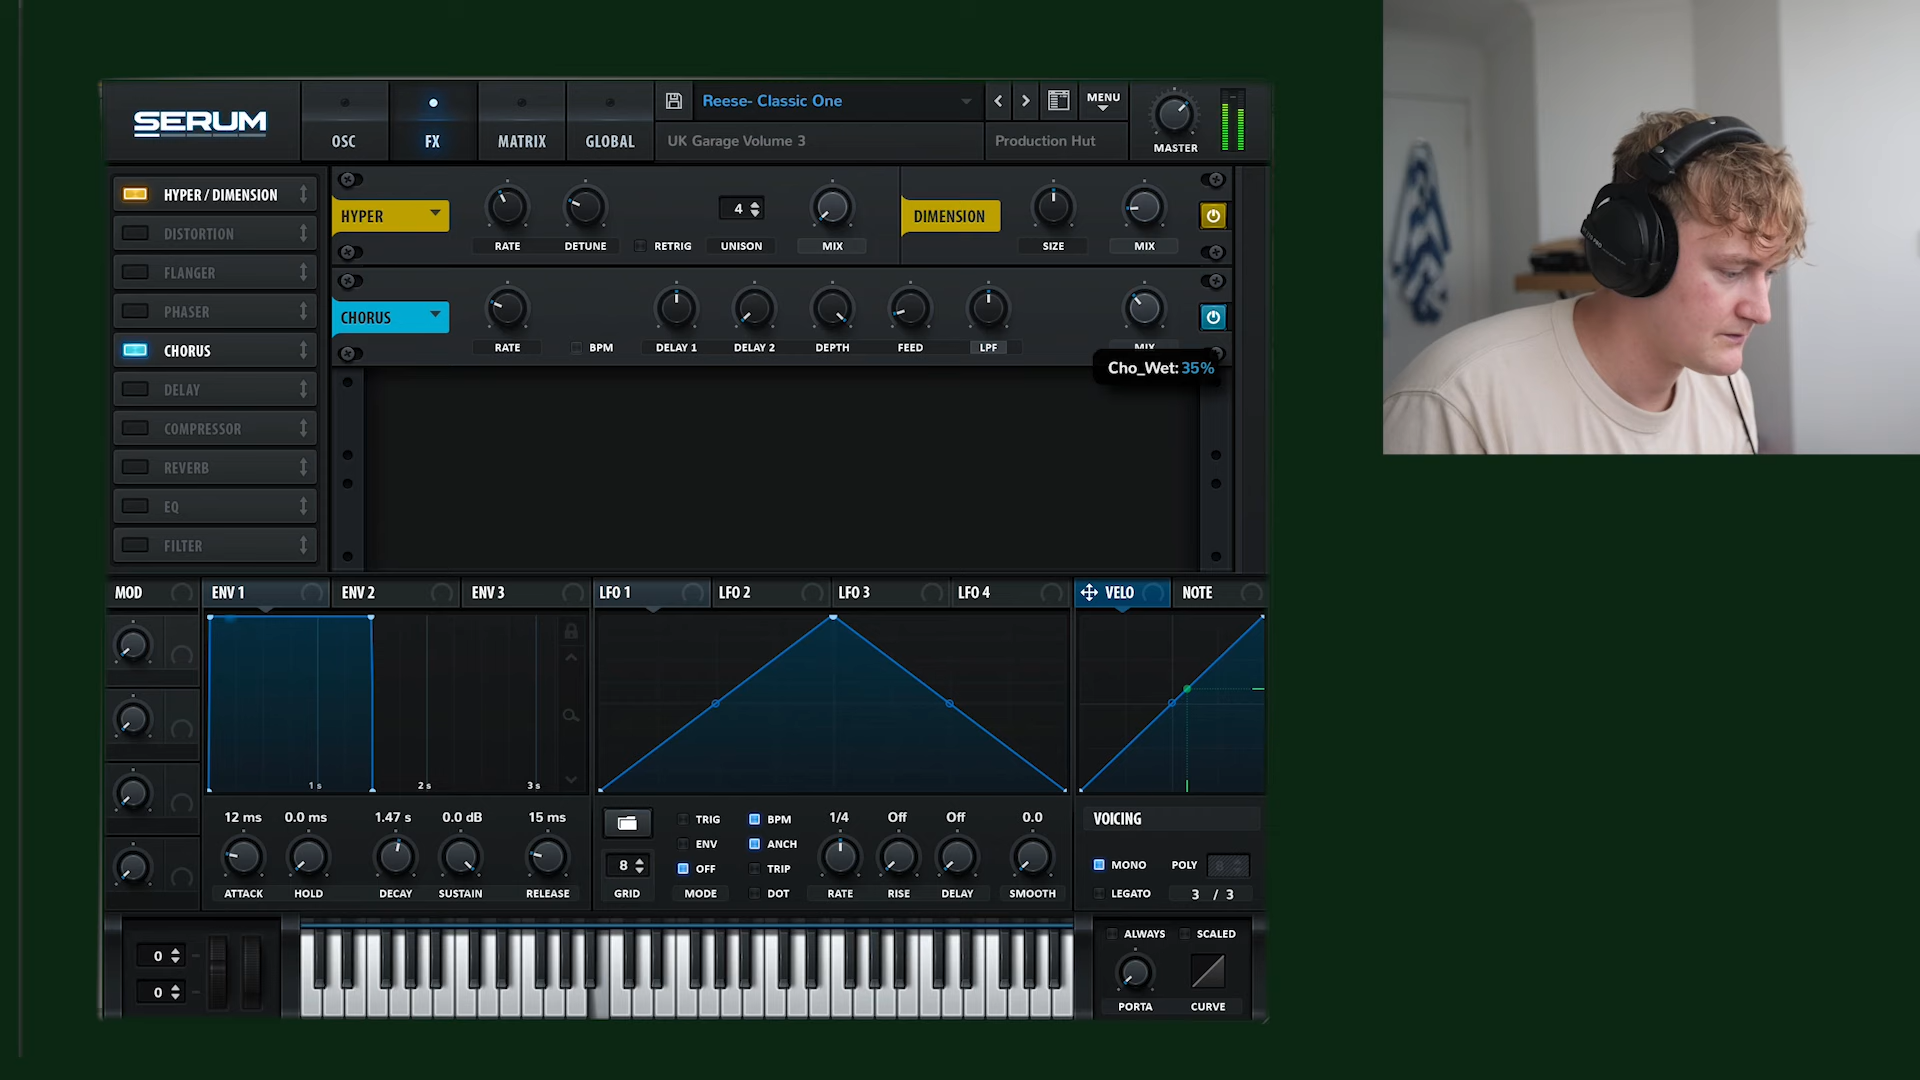 SERUM
OSC
FX
MATRIX
GLOBAL
Reese- Classic One
UK Garage Volume 3
Production Hut
MENU
MASTER
HYPER / DIMENSION
DISTORTION
FLANGER
PHASER
CHORUS
DELAY
COMPRESSOR
REVERB
EQ
FILTER
HYPER
RATE
DETUNE
RETRIG
4
UNISON
MIX
DIMENSION
SIZE
MIX
CHORUS
RATE
BPM
DELAY 1
DELAY 2
DEPTH
FEED
LPF
MIX
Cho_Wet: 35%
MOD
ENV 1
ENV 2
ENV 3
LFO 1
LFO 2
LFO 3
LFO 4
VELO
NOTE
1 s
2 s
3 s
12 ms
0.0 ms
1.47 s
0.0 dB
15 ms
ATTACK
HOLD
DECAY
SUSTAIN
RELEASE
8
GRID
TRIG
ENV
OFF
MODE
BPM
ANCH
TRIP
DOT
1/4
Off
Off
0.0
RATE
RISE
DELAY
SMOOTH
VOICING
MONO
POLY
8
LEGATO
3 / 3
0
0
ALWAYS
SCALED
PORTA
CURVE